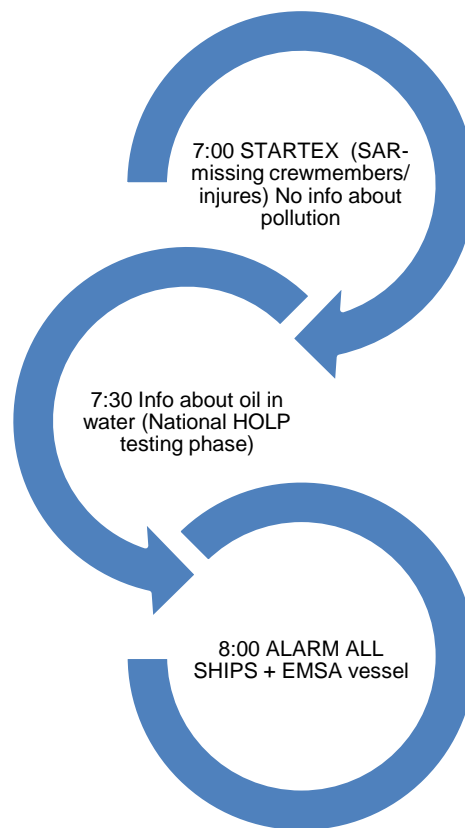 7:00 STARTEX  (SAR-
missing crewmembers/
injures) No info about
pollution
7:30 Info about oil in
water (National HOLP
testing phase)
8:00 ALARM ALL
SHIPS + EMSA vessel